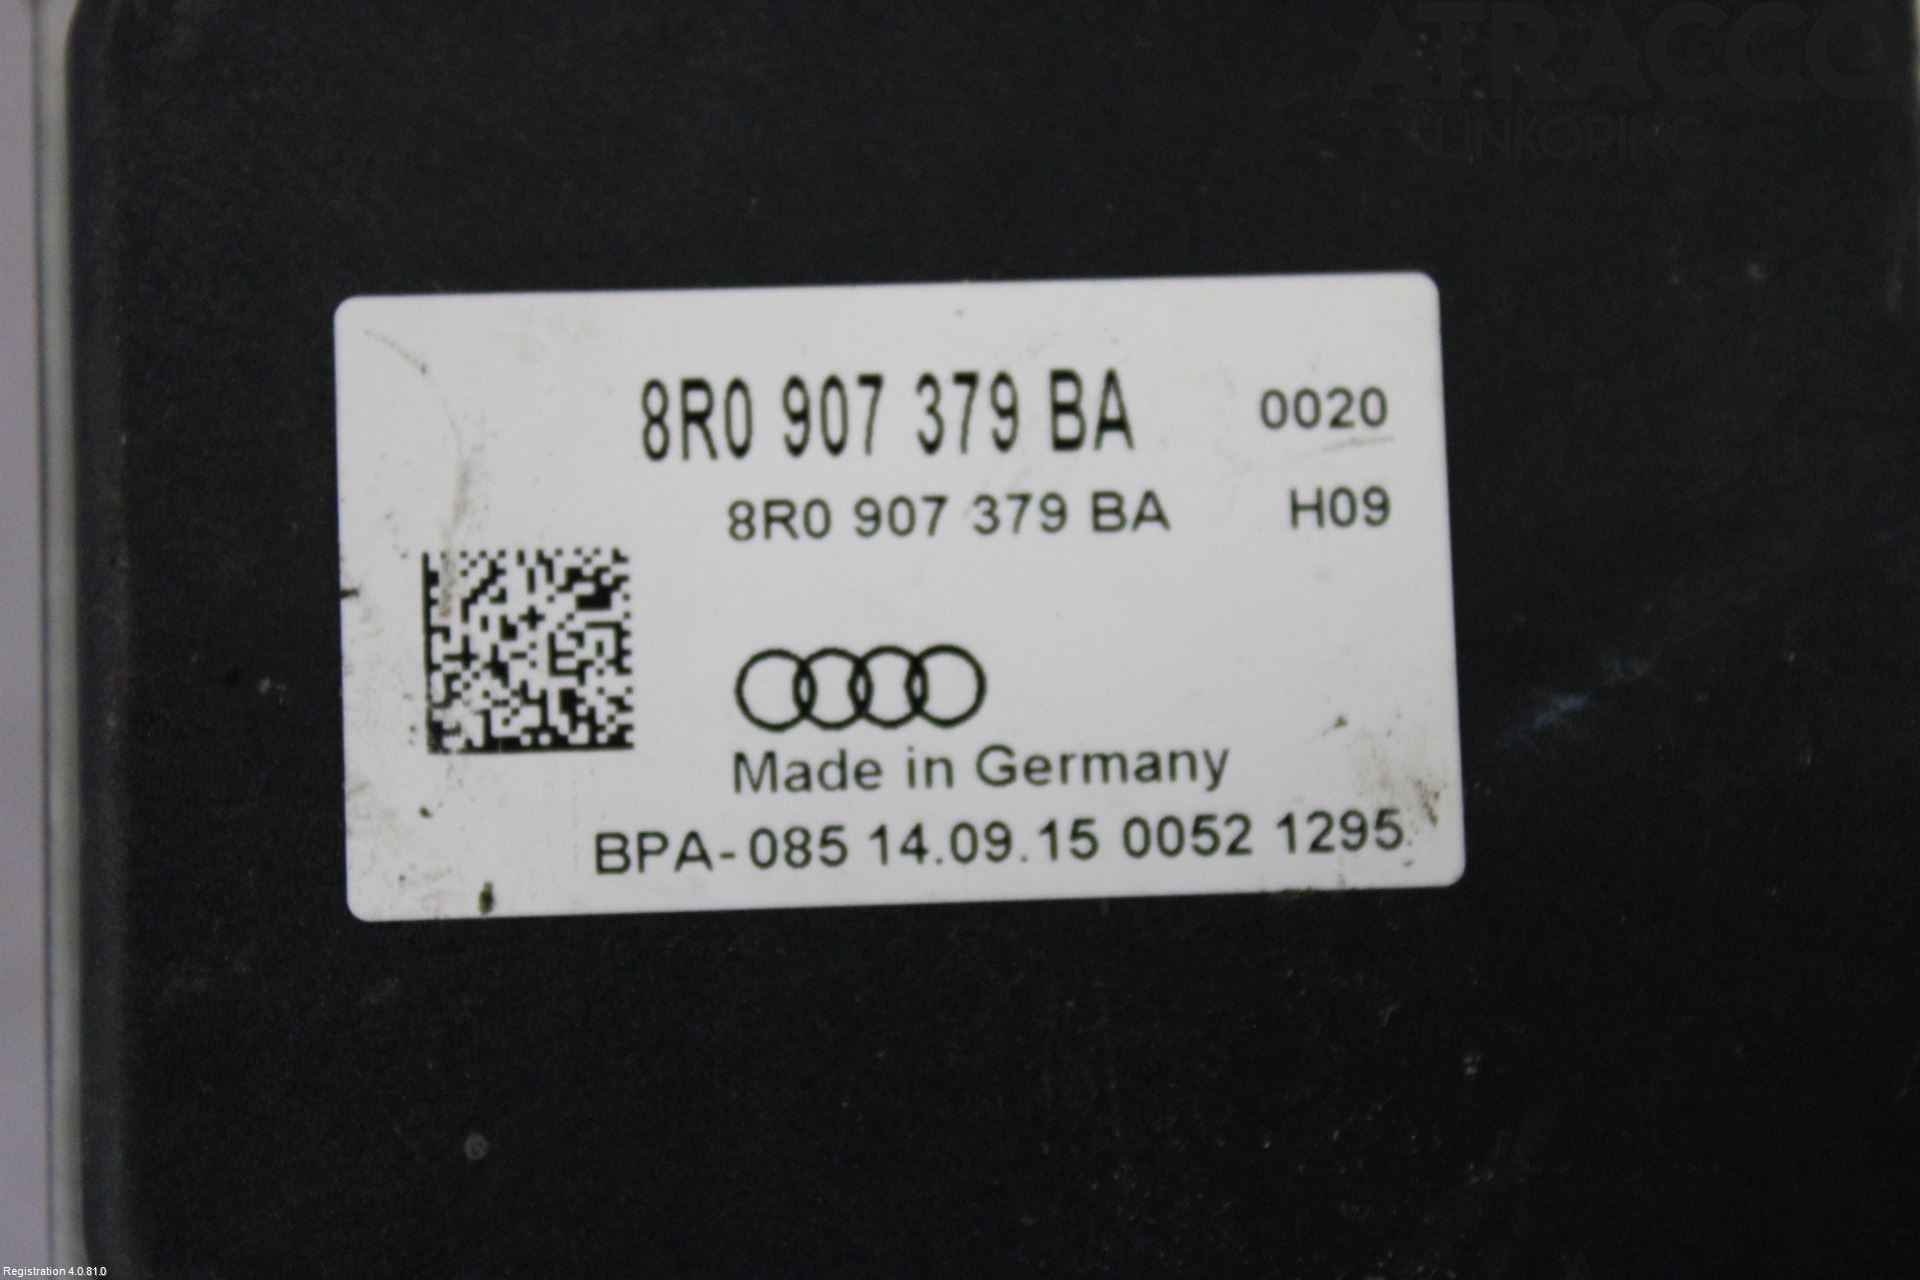 ATRACCO
LINKÖPING
8R0 907 379 BA 0020
8R0 907 379 BA H09
Made in Germany
BPA-085 14.09.15 0052 1295
Registration 4.0.81.0